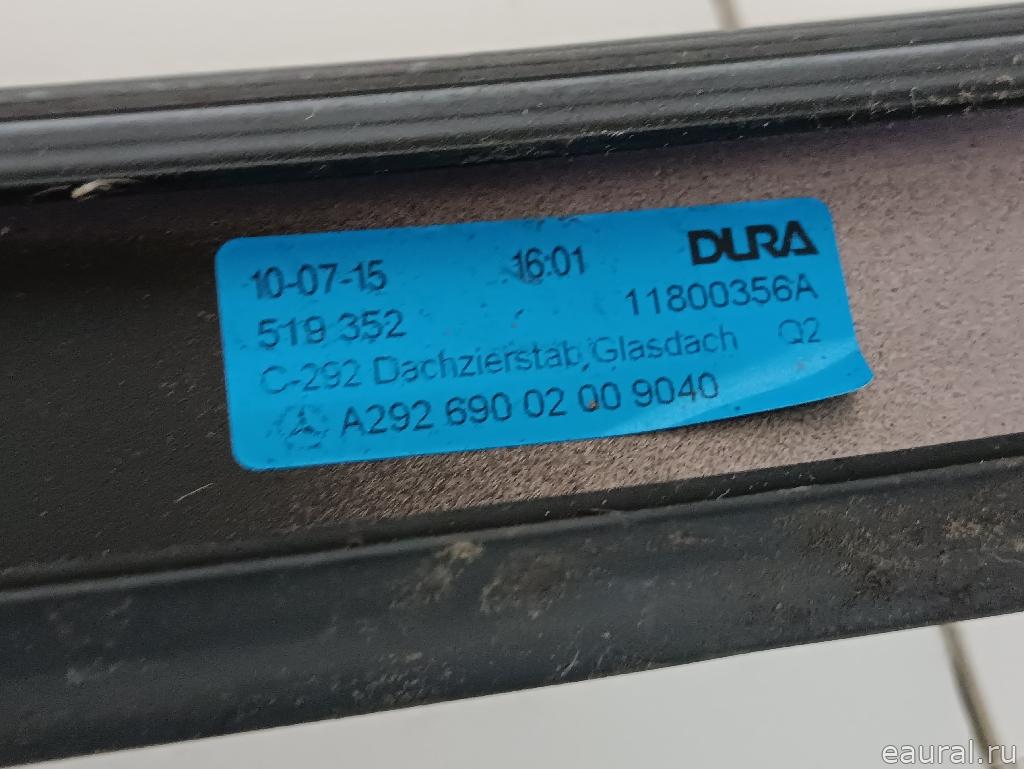 10-07-15 16:01 DURA
519 352 11800356A
C-292 Dachzierstab,Glasdach Q2
A292 690 02 00 9040
eaural.ru